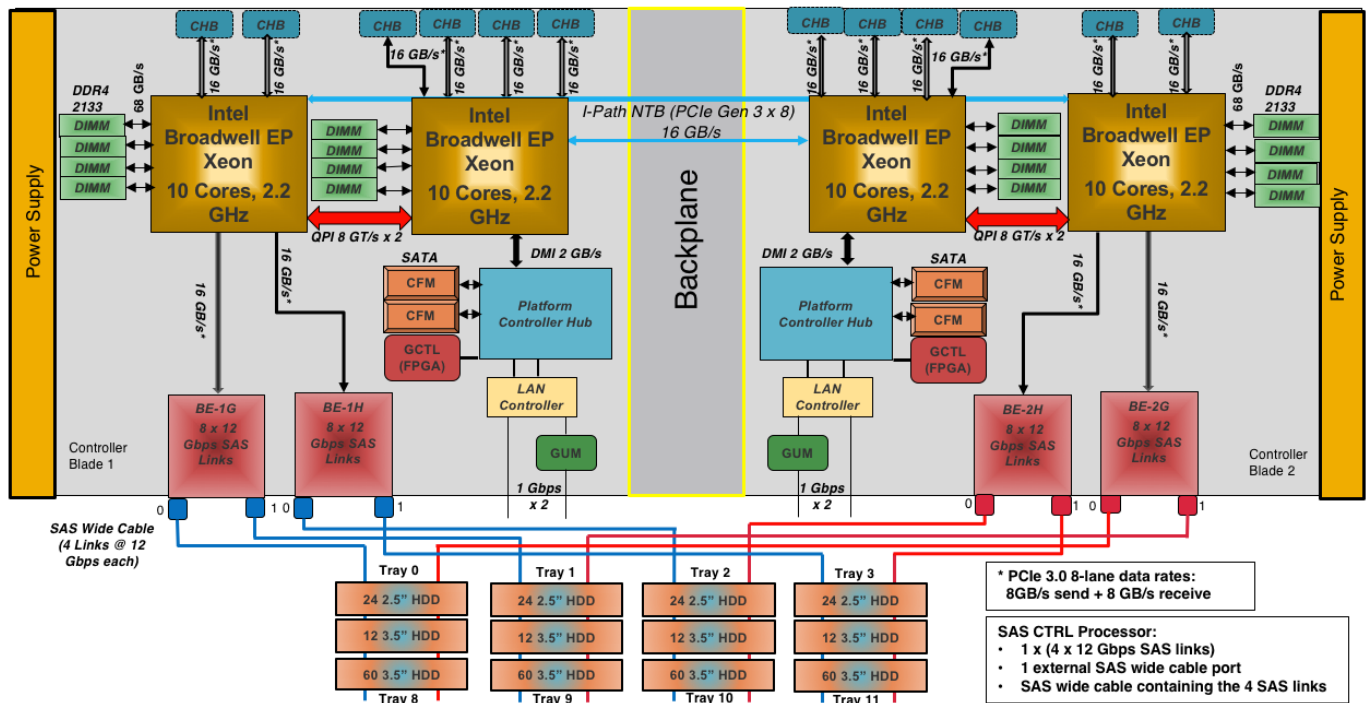 CHB
CHB
CHB
CHB
CHB
CHB
CHB
CHB
CHB
CHB
CHB
CHB
16 GB/s*
16 GB/s*
16 GB/s*
16 GB/s*
16 GB/s*
16 GB/s*
16 GB/s*
16 GB/s*
16 GB/s*
16 GB/s*
16 GB/s*
16 GB/s*
Power Supply
DDR4
2133
68 GB/s
DIMM
DIMM
DIMM
DIMM
Intel
Broadwell EP
Xeon
10 Cores, 2.2
GHz
DIMM
DIMM
DIMM
DIMM
Intel
Broadwell EP
Xeon
10 Cores, 2.2
GHz
I-Path NTB (PCIe Gen 3 x 8)
16 GB/s
Backplane
Intel
Broadwell EP
Xeon
10 Cores, 2.2
GHz
DIMM
DIMM
DIMM
DIMM
Intel
Broadwell EP
Xeon
10 Cores, 2.2
GHz
68 GB/s
DDR4
2133
DIMM
DIMM
DIMM
DIMM
Power Supply
QPI 8 GT/s x 2
QPI 8 GT/s x 2
DMI 2 GB/s
DMI 2 GB/s
16 GB/s*
16 GB/s*
SATA
CFM
CFM
GCTL
(FPGA)
Platform
Controller Hub
LAN
Controller
GUM
1 Gbps
x 2
Platform
Controller Hub
SATA
CFM
CFM
GCTL
(FPGA)
LAN
Controller
GUM
1 Gbps
x 2
16 GB/s*
16 GB/s*
Controller
Blade 1
BE-1G
8 x 12
Gbps SAS
Links
BE-1H
8 x 12
Gbps SAS
Links
BE-2H
8 x 12
Gbps SAS
Links
BE-2G
8 x 12
Gbps SAS
Links
Controller
Blade 2
0
1
0
1
0
1
0
1
SAS Wide Cable
(4 Links @ 12
Gbps each)
Tray 0
24 2.5” HDD
12 3.5” HDD
60 3.5” HDD
Tray 8
Tray 1
24 2.5” HDD
12 3.5” HDD
60 3.5” HDD
Tray 9
Tray 2
24 2.5” HDD
12 3.5” HDD
60 3.5” HDD
Tray 10
Tray 3
24 2.5” HDD
12 3.5” HDD
60 3.5” HDD
Tray 11
* PCIe 3.0 8-lane data rates:
8GB/s send + 8 GB/s receive
SAS CTRL Processor:
• 1 x (4 x 12 Gbps SAS links)
• 1 external SAS wide cable port
• SAS wide cable containing the 4 SAS links